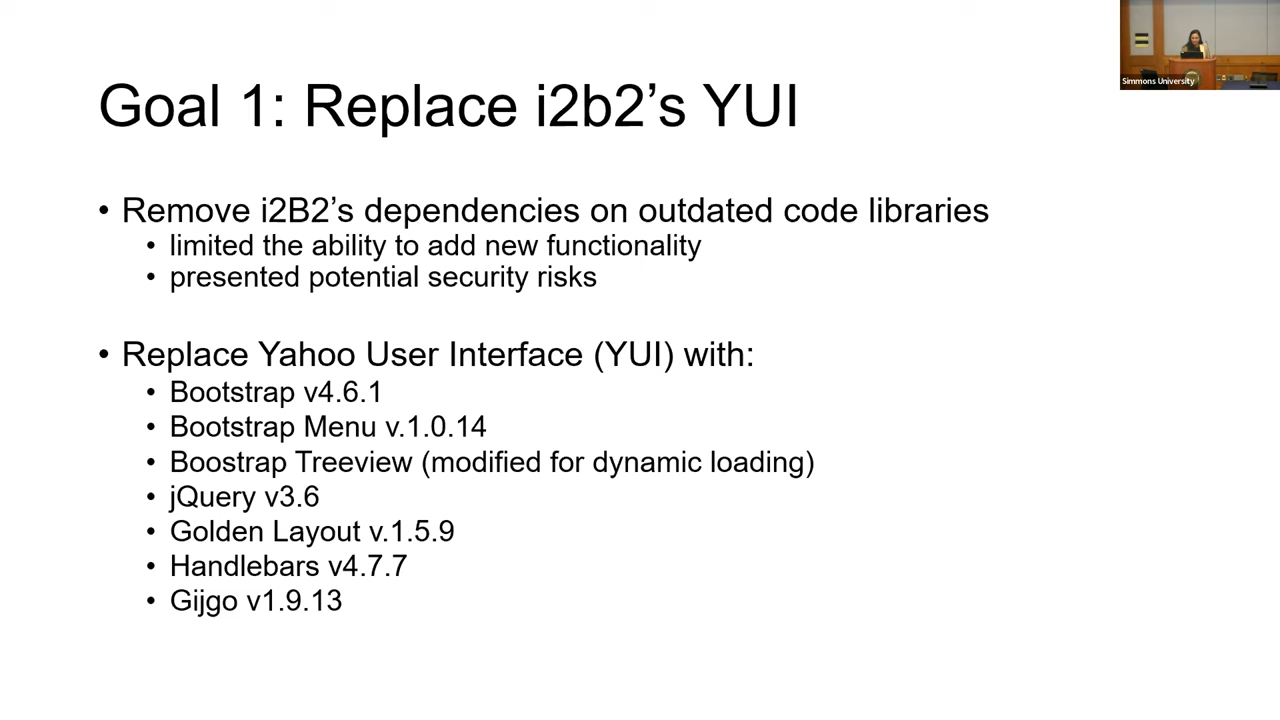 Simmons University
Goal 1: Replace i2b2’s YUI
• Remove i2B2’s dependencies on outdated code libraries
• limited the ability to add new functionality
• presented potential security risks
• Replace Yahoo User Interface (YUI) with:
• Bootstrap v4.6.1
• Bootstrap Menu v.1.0.14
• Boostrap Treeview (modified for dynamic loading)
• jQuery v3.6
• Golden Layout v.1.5.9
• Handlebars v4.7.7
• Gijgo v1.9.13